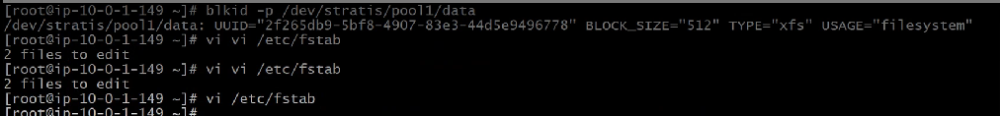 [root@ip-10-0-1-149 ~]# blkid -p /dev/stratis/pool1/data
/dev/stratis/pool1/data: UUID="2f265db9-5bf8-4907-83e3-44d5e9496778" BLOCK_SIZE="512" TYPE="xfs" USAGE="filesystem"
[root@ip-10-0-1-149 ~]# vi vi /etc/fstab
2 files to edit
[root@ip-10-0-1-149 ~]# vi vi /etc/fstab
2 files to edit
[root@ip-10-0-1-149 ~]# vi /etc/fstab
[root@ip-10-0-1-149 ~]#